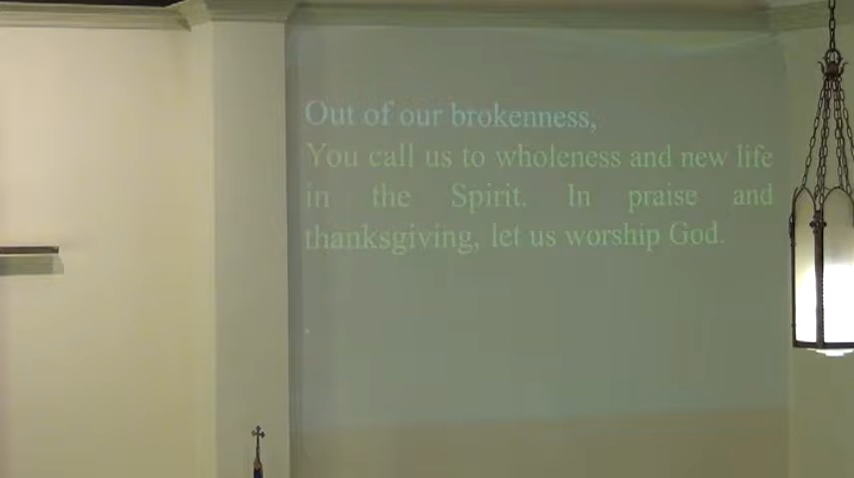 Out of our brokenness,
You call us to wholeness and new life
in the Spirit. In praise and
thanksgiving, let us worship God.